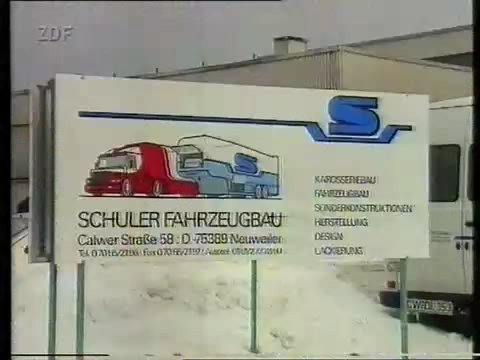 ZDF
S
KAROSSERIEBAU
FAHRZEUGBAU
SONDERKONSTRUKTIONEN
HERSTELLUNG
DESIGN
LACKIERUNG
SCHULER FAHRZEUGBAU
Calwer Straße 58 : D-75389 Neuweiler